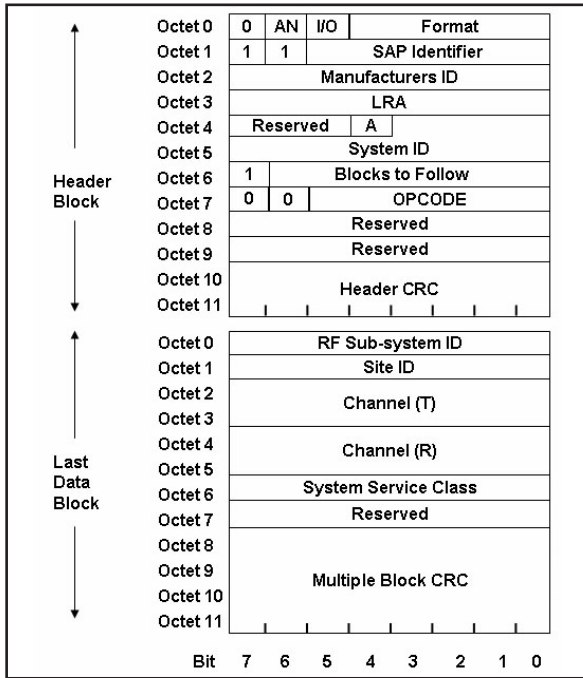 Octet 0 0 AN I/O Format
Octet 1 1 1 SAP Identifier
Octet 2 Manufacturers ID
Octet 3 LRA
Octet 4 Reserved A
Octet 5 System ID
Header
Block
Octet 6 1 Blocks to Follow
Octet 7 0 0 OPCODE
Octet 8 Reserved
Octet 9 Reserved
Octet 10
Header CRC
Octet 11
Octet 0 RF Sub-system ID
Octet 1 Site ID
Octet 2
Channel (T)
Octet 3
Octet 4
Channel (R)
Octet 5
Last
Data
Block
Octet 6 System Service Class
Octet 7 Reserved
Octet 8
Octet 9
Multiple Block CRC
Octet 10
Octet 11
Bit 7 6 5 4 3 2 1 0